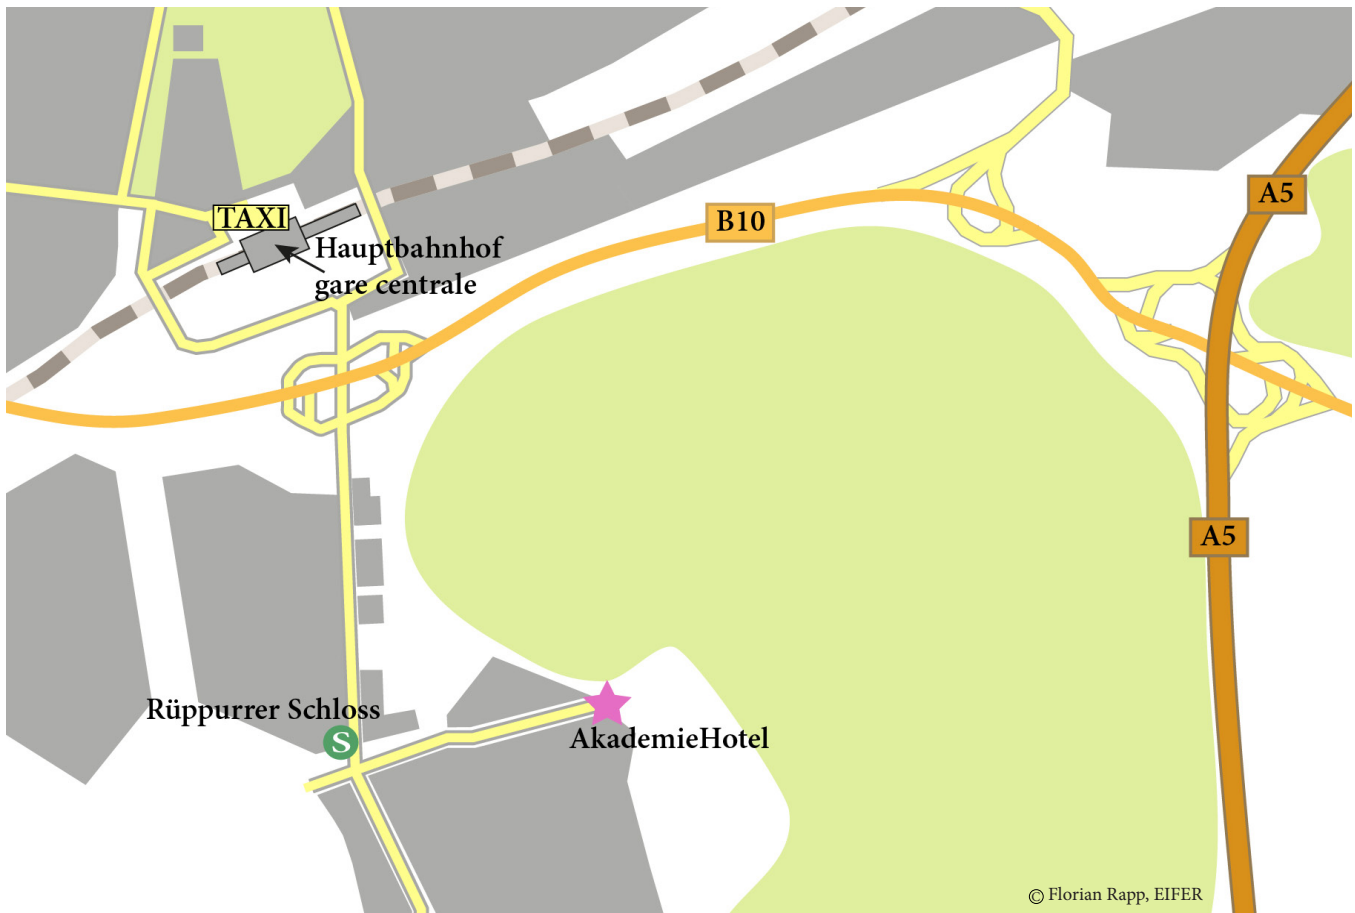 A5
TAXI
B10
Hauptbahnhof
gare centrale
A5
Rüppurrer Schloss
S
AkademieHotel
© Florian Rapp, EIFER